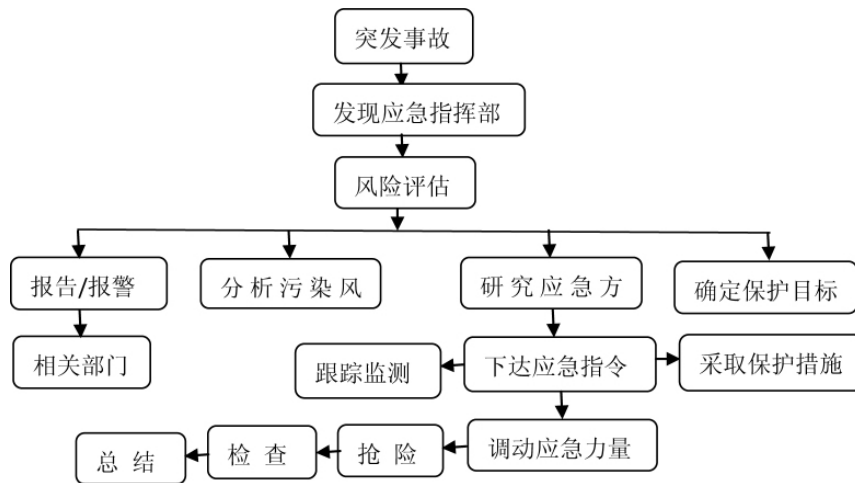 突发事故
发现应急指挥部
风险评估
报告/报警
分析污染风
研究应急方
确定保护目标
相关部门
跟踪监测
下达应急指令
采取保护措施
总 结
检 查
抢 险
调动应急力量